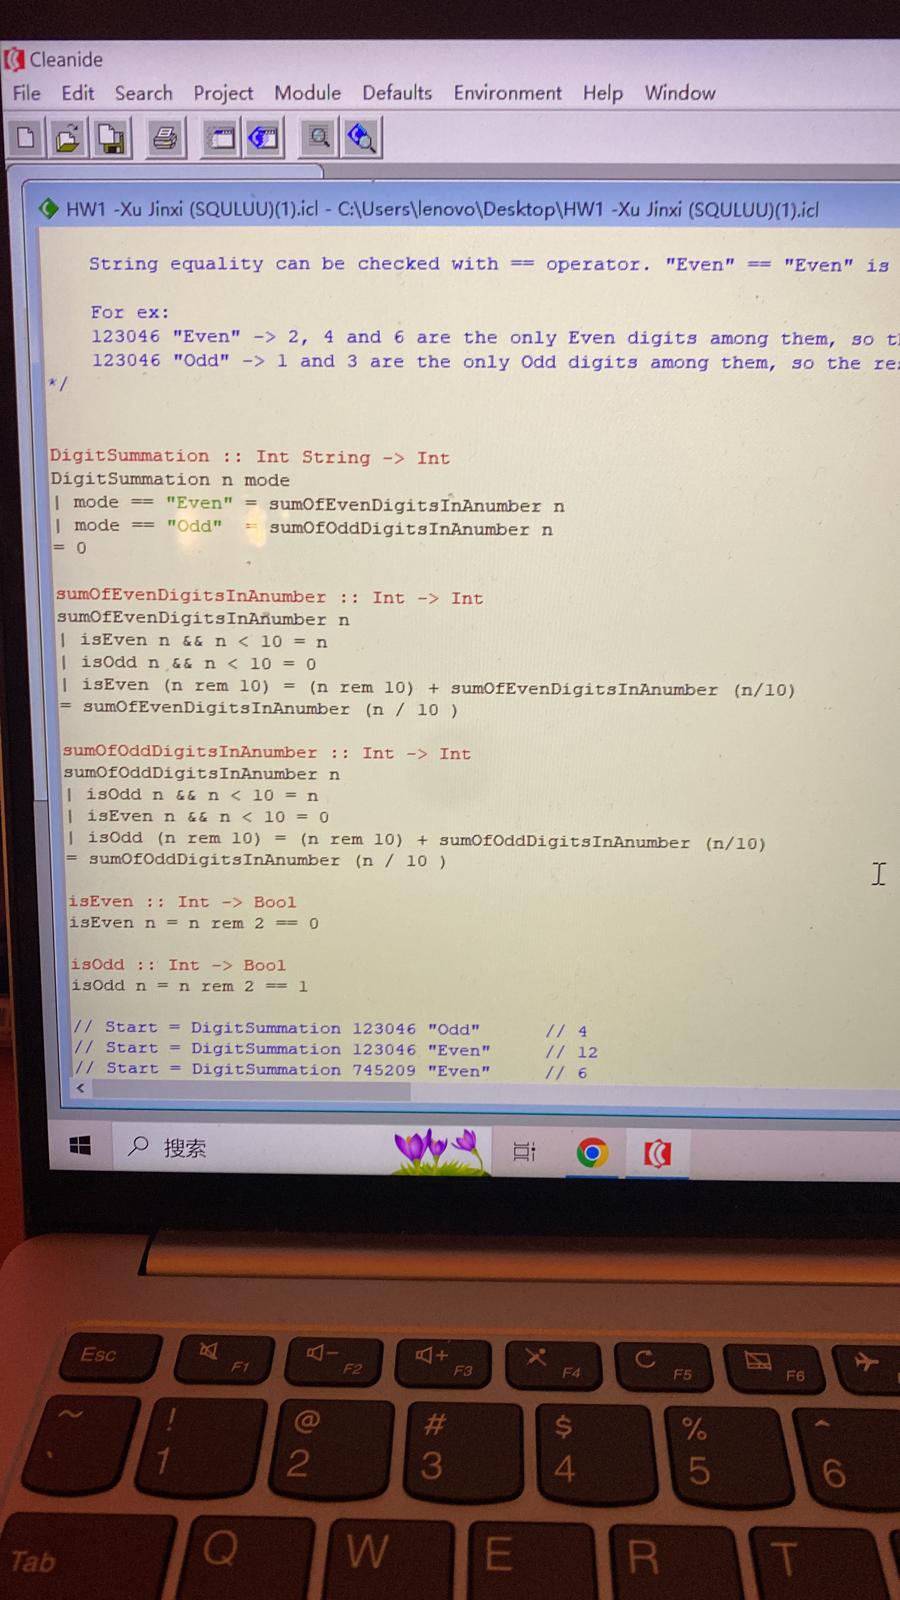 Cleanide
File Edit Search Project Module Defaults Environment Help Window
HW1 -Xu Jinxi (SQULUU)(1).icl - C:\Users\lenovo\Desktop\HW1 -Xu Jinxi (SQULUU)(1).icl
String equality can be checked with == operator. "Even" == "Even" is
For ex:
123046 "Even" -> 2, 4 and 6 are the only Even digits among them, so
123046 "Odd" -> 1 and 3 are the only Odd digits among them, so the
*/
DigitSummation :: Int String -> Int
DigitSummation n mode
| mode == "Even" = sumOfEvenDigitsInAnumber n
| mode == "Odd" = sumOfOddDigitsInAnumber n
= 0
sumOfEvenDigitsInAnumber :: Int -> Int
sumOfEvenDigitsInAnumber n
| isEven n && n < 10 = n
| isOdd n && n < 10 = 0
| isEven (n rem 10) = (n rem 10) + sumOfEvenDigitsInAnumber (n/10)
= sumOfEvenDigitsInAnumber (n / 10 )
sumOfOddDigitsInAnumber :: Int -> Int
sumOfOddDigitsInAnumber n
| isOdd n && n < 10 = n
| isEven n && n < 10 = 0
| isOdd (n rem 10) = (n rem 10) + sumOfOddDigitsInAnumber (n/10)
= sumOfOddDigitsInAnumber (n / 10 )
isEven :: Int -> Bool
isEven n = n rem 2 == 0
isOdd :: Int -> Bool
isOdd n = n rem 2 == 1
// Start = DigitSummation 123046 "Odd" // 4
// Start = DigitSummation 123046 "Even" // 12
// Start = DigitSummation 745209 "Even" // 6
搜索
Esc F1 F2 F3 F4 F5 F6
~ ! @ # $ % ^
` 1 2 3 4 5 6
Tab Q W E R T